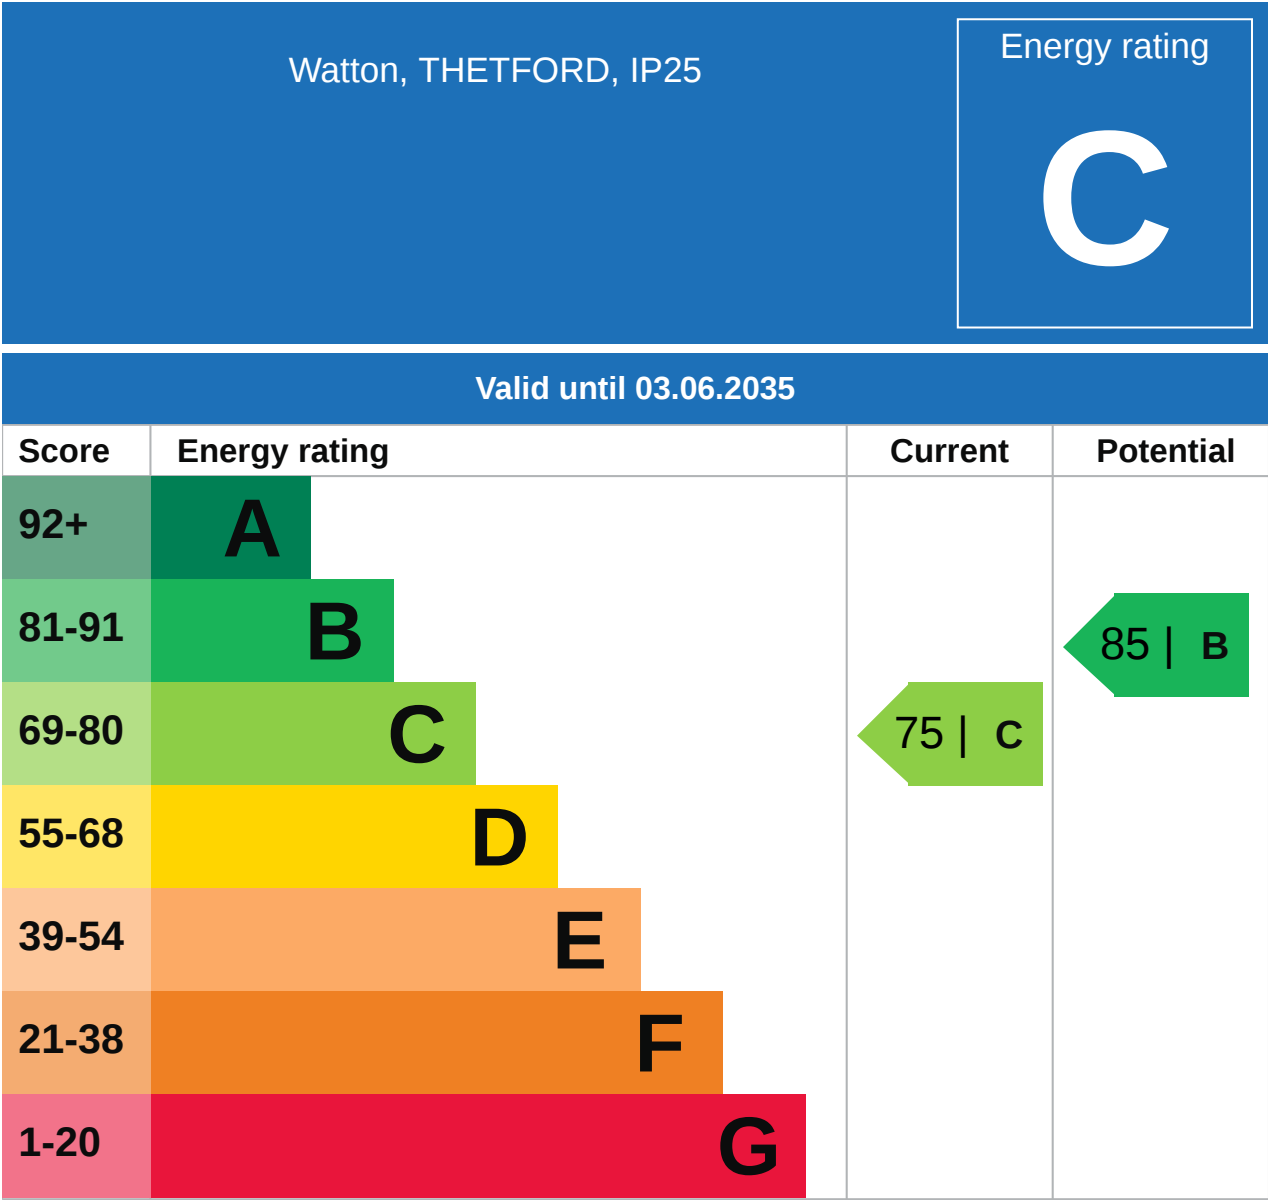 Watton, THETFORD, IP25
Energy rating
C
Valid until 03.06.2035
Score Energy rating Current Potential
92+ A
81-91 B
85 | B
69-80 C
75 | C
55-68 D
39-54 E
21-38 F
1-20 G